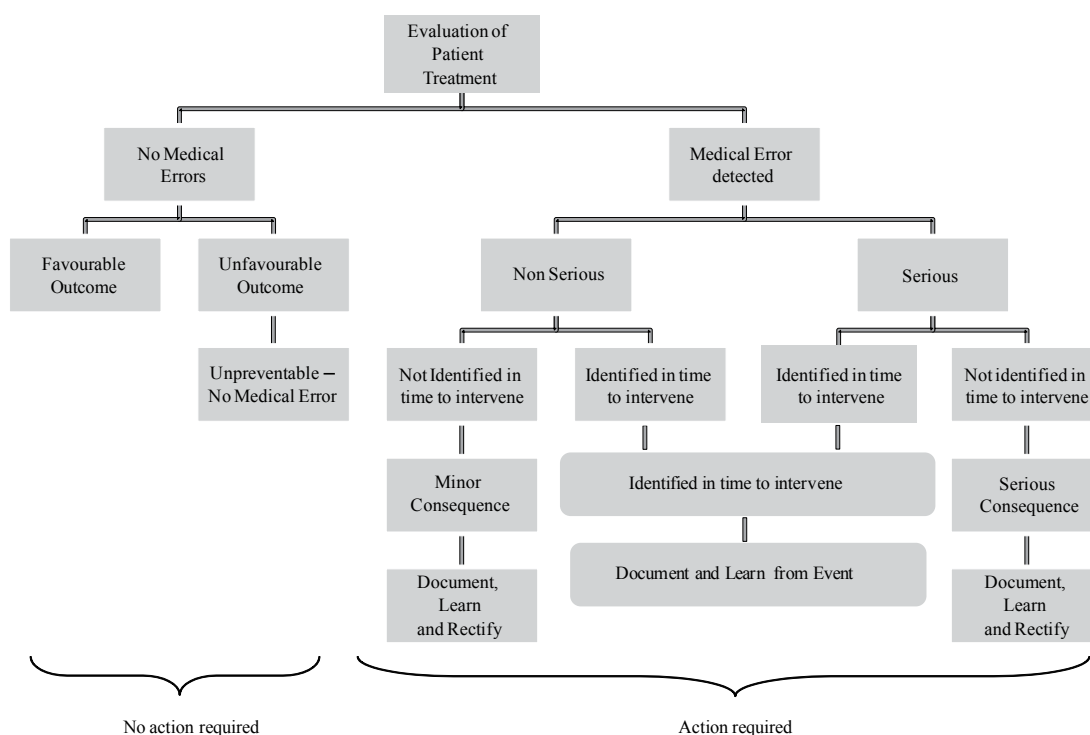 Evaluation of
Patient
Treatment
No Medical
Errors
Medical Error
detected
Favourable
Outcome
Unfavourable
Outcome
Non Serious
Serious
Unpreventable –
No Medical Error
Not Identified in
time to intervene
Identified in time
to intervene
Identified in time
to intervene
Not identified in
time to intervene
Minor
Consequence
Identified in time to intervene
Serious
Consequence
Document,
Learn
and Rectify
Document and Learn from Event
Document,
Learn
and Rectify
No action required
Action required